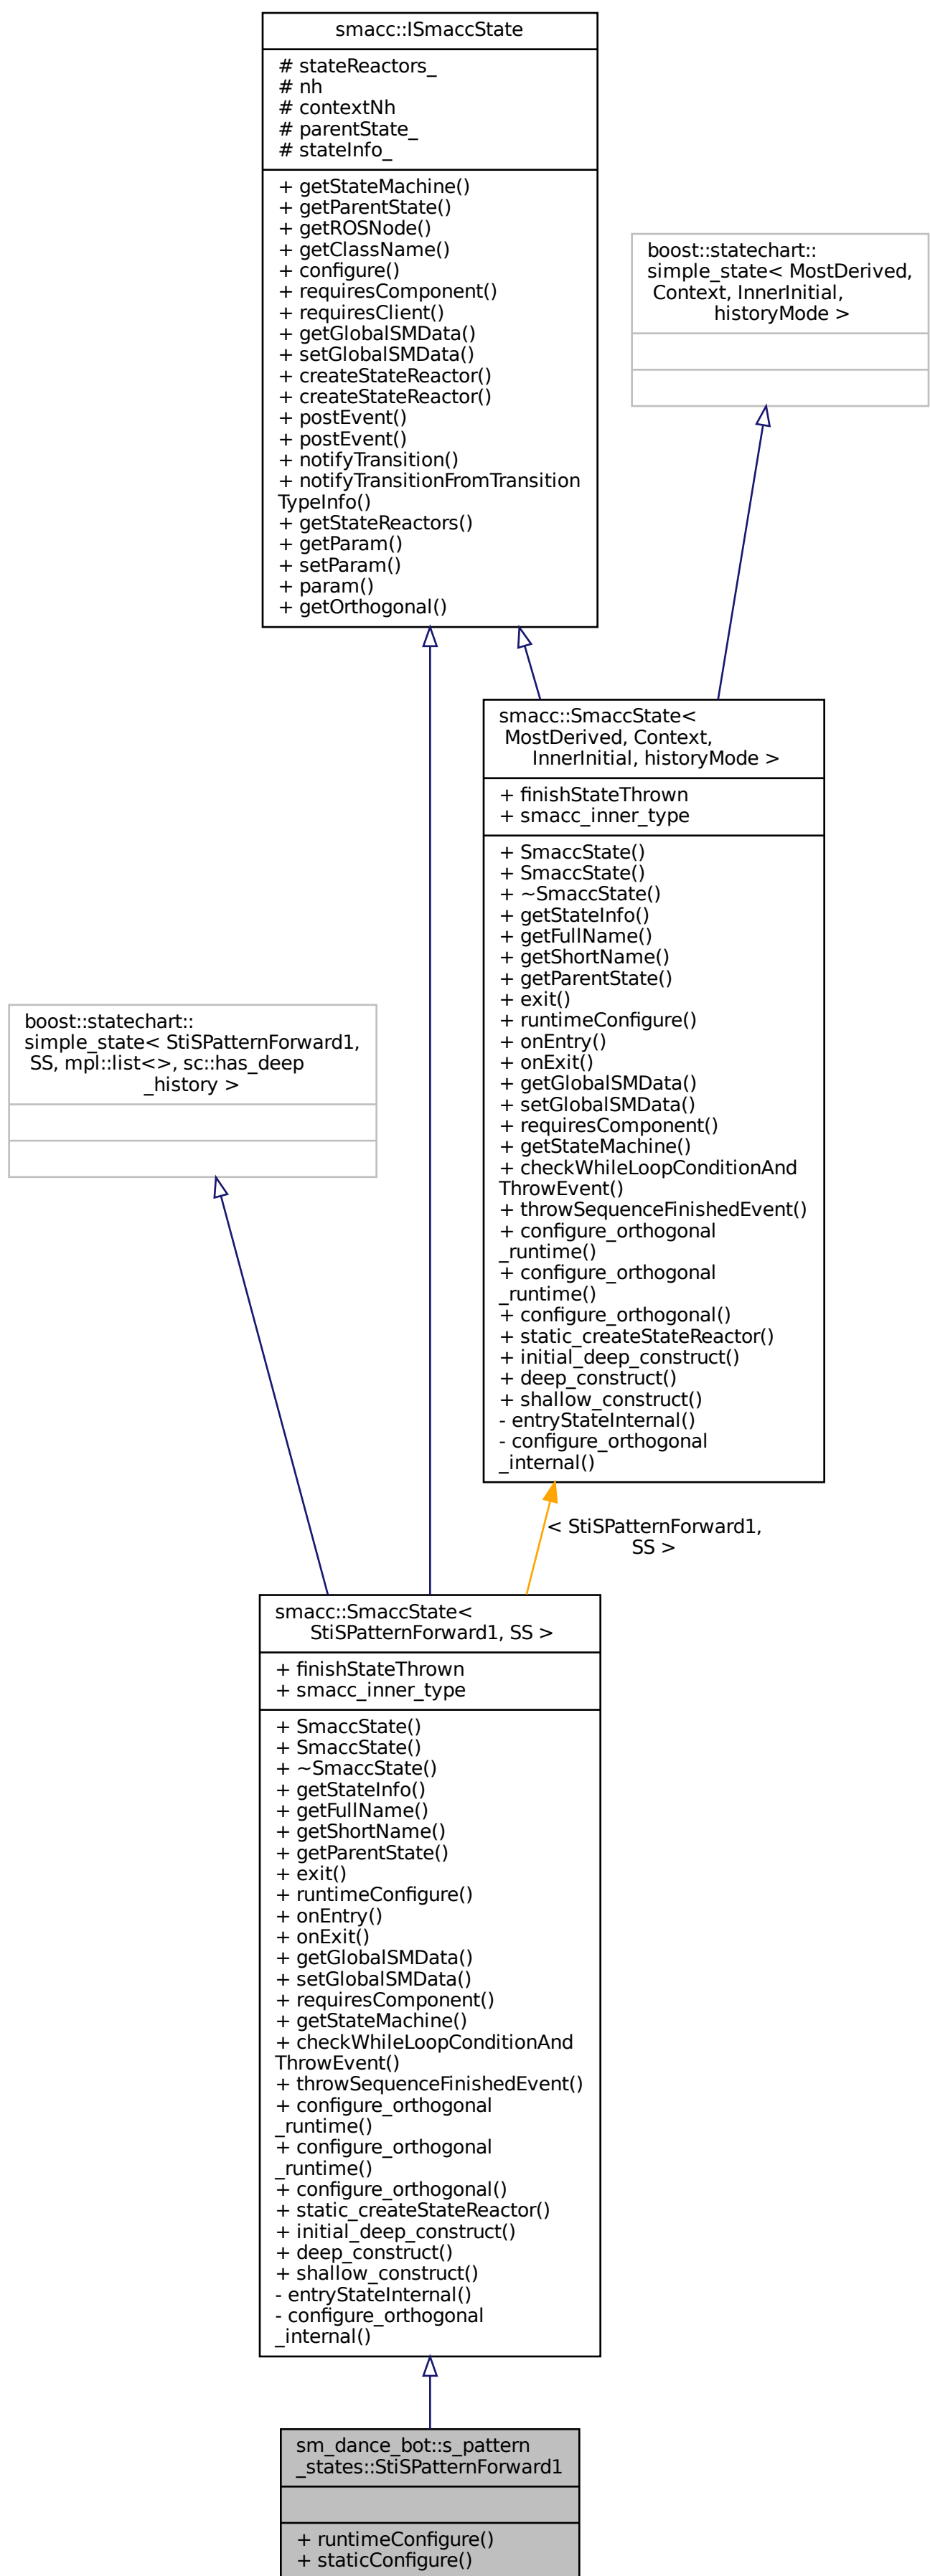 smacc::ISmaccState
# stateReactors_
# nh
# contextNh
# parentState_
# stateInfo_
+ getStateMachine()
+ getParentState()
+ getROSNode()
+ getClassName()
+ configure()
+ requiresComponent()
+ requiresClient()
+ getGlobalSMData()
+ setGlobalSMData()
+ createStateReactor()
+ createStateReactor()
+ postEvent()
+ postEvent()
+ notifyTransition()
+ notifyTransitionFromTransition
TypeInfo()
+ getStateReactors()
+ getParam()
+ setParam()
+ param()
+ getOrthogonal()
boost::statechart::
simple_state< MostDerived,
Context, InnerInitial,
historyMode >
smacc::SmaccState<
MostDerived, Context,
InnerInitial, historyMode >
+ finishStateThrown
+ smacc_inner_type
+ SmaccState()
+ SmaccState()
+ ~SmaccState()
+ getStateInfo()
+ getFullName()
+ getShortName()
+ getParentState()
+ exit()
+ runtimeConfigure()
+ onEntry()
+ onExit()
+ getGlobalSMData()
+ setGlobalSMData()
+ requiresComponent()
+ getStateMachine()
+ checkWhileLoopConditionAnd
ThrowEvent()
+ throwSequenceFinishedEvent()
+ configure_orthogonal
_runtime()
+ configure_orthogonal
_runtime()
+ configure_orthogonal()
+ static_createStateReactor()
+ initial_deep_construct()
+ deep_construct()
+ shallow_construct()
- entryStateInternal()
- configure_orthogonal
_internal()
boost::statechart::
simple_state< StiSPatternForward1,
SS, mpl::list<>, sc::has_deep
_history >
< StiSPatternForward1,
SS >
smacc::SmaccState<
StiSPatternForward1, SS >
+ finishStateThrown
+ smacc_inner_type
+ SmaccState()
+ SmaccState()
+ ~SmaccState()
+ getStateInfo()
+ getFullName()
+ getShortName()
+ getParentState()
+ exit()
+ runtimeConfigure()
+ onEntry()
+ onExit()
+ getGlobalSMData()
+ setGlobalSMData()
+ requiresComponent()
+ getStateMachine()
+ checkWhileLoopConditionAnd
ThrowEvent()
+ throwSequenceFinishedEvent()
+ configure_orthogonal
_runtime()
+ configure_orthogonal
_runtime()
+ configure_orthogonal()
+ static_createStateReactor()
+ initial_deep_construct()
+ deep_construct()
+ shallow_construct()
- entryStateInternal()
- configure_orthogonal
_internal()
sm_dance_bot::s_pattern
_states::StiSPatternForward1
+ runtimeConfigure()
+ staticConfigure()